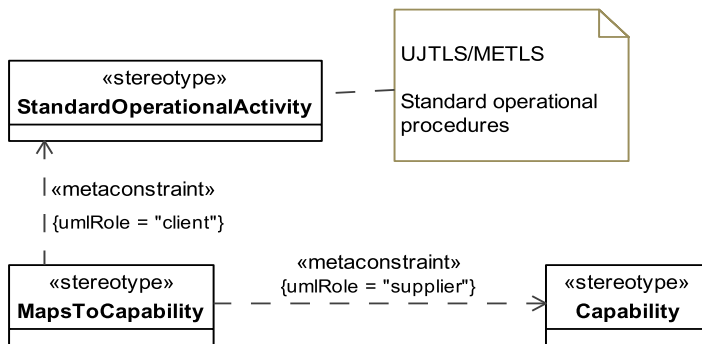 «stereotype»
StandardOperationalActivity
UJTLS/METLS
Standard operational
procedures
«metaconstraint»
{umlRole = "client"}
«stereotype»
MapsToCapability
«metaconstraint»
{umlRole = "supplier"}
«stereotype»
Capability